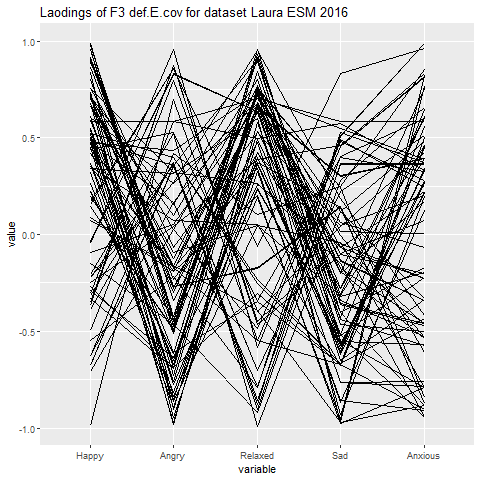 Laodings of F3 def.E.cov for dataset Laura ESM 2016
1.0
0.5
0.0
-0.5
-1.0
value
Happy Angry Relaxed Sad Anxious
variable